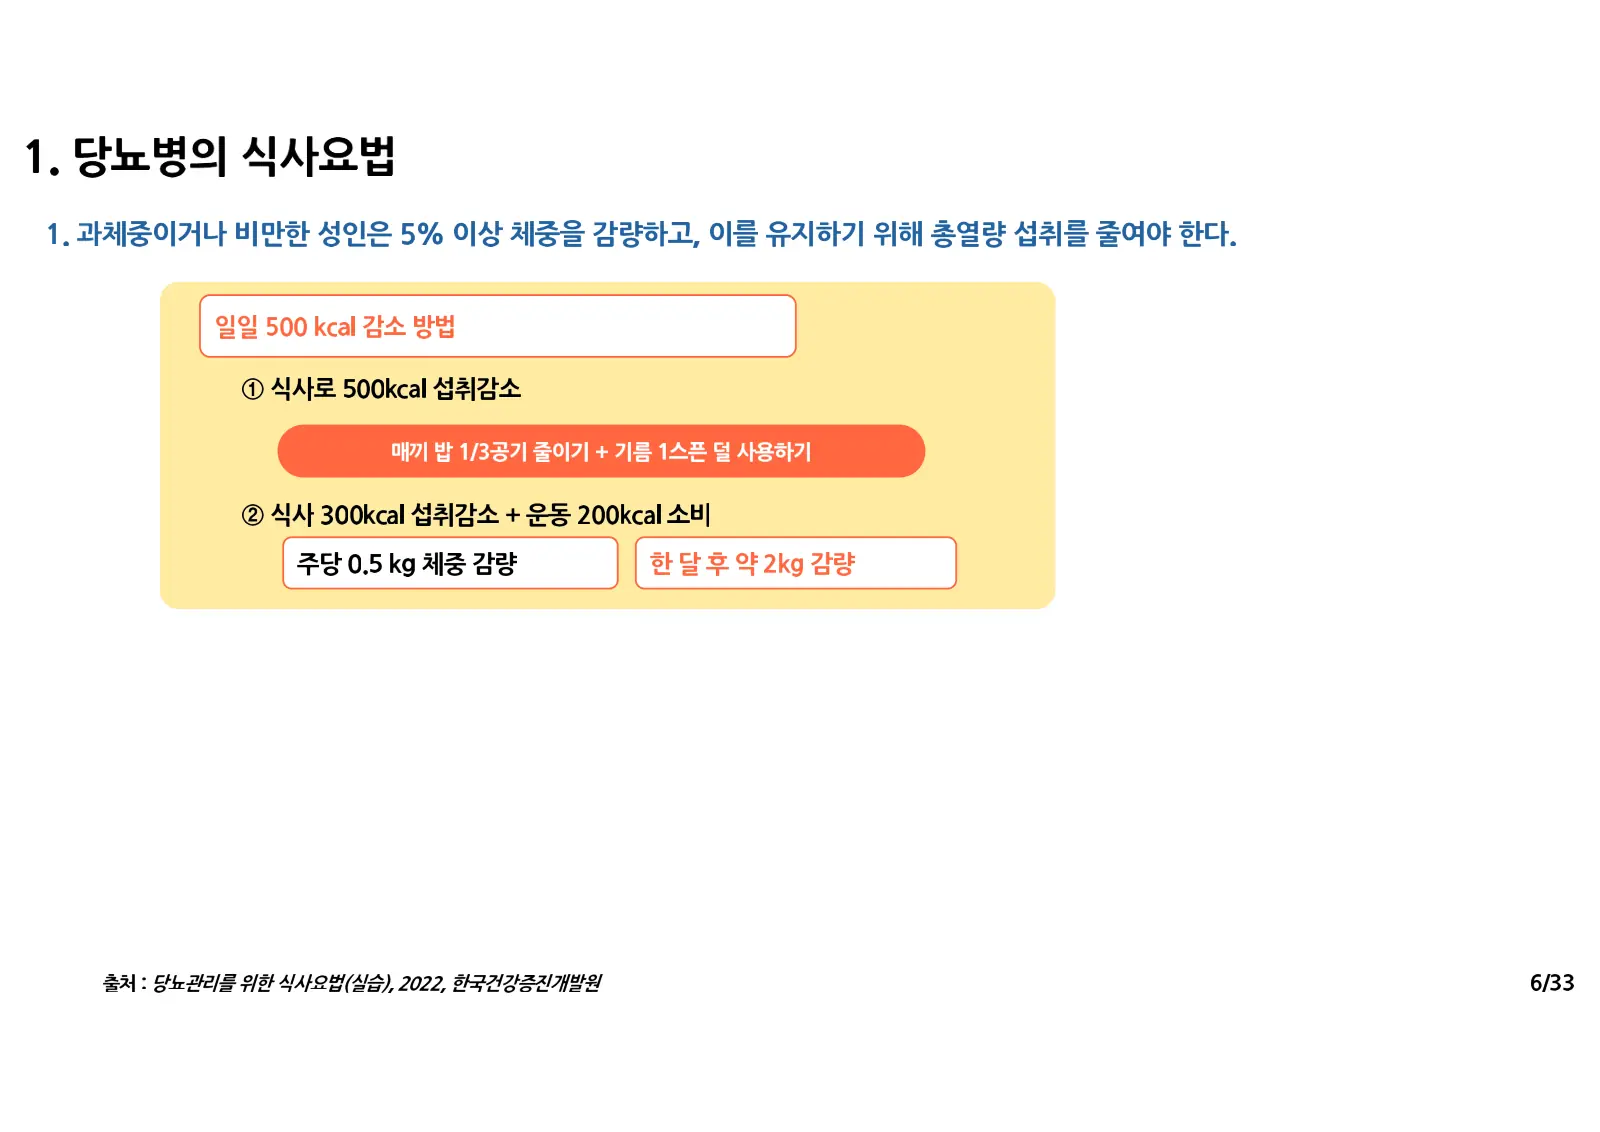 1. 당뇨병의 식사요법
1. 과체중이거나 비만한 성인은 5% 이상 체중을 감량하고, 이를 유지하기 위해 총열량 섭취를 줄여야 한다.
일일 500 kcal 감소 방법
① 식사로 500kcal 섭취감소
매끼 밥 1/3공기 줄이기 + 기름 1스푼 덜 사용하기
② 식사 300kcal 섭취감소 + 운동 200kcal 소비
주당 0.5 kg 체중 감량
한 달 후 약 2kg 감량
출처 : 당뇨관리를 위한 식사요법(실습), 2022, 한국건강증진개발원
6/33